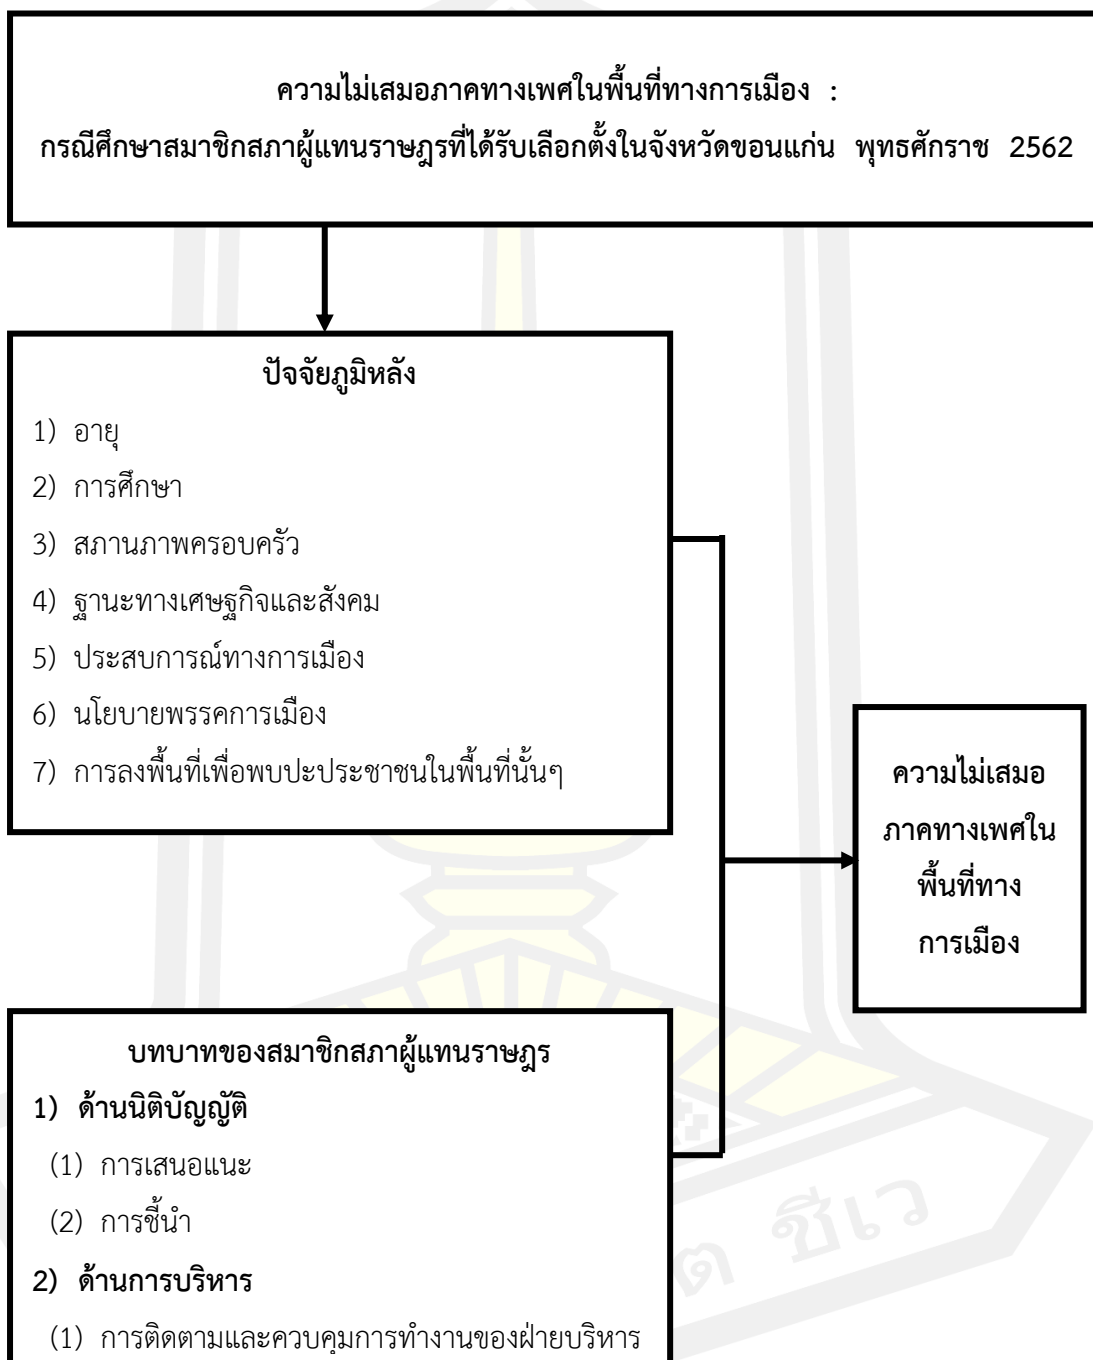 ความไม่เสมอภาคทางเพศในพื้นที่ทางการเมือง :
กรณีศึกษาสมาชิกสภาผู้แทนราษฎรที่ได้รับเลือกตั้งในจังหวัดขอนแก่น พุทธศักราช 2562
ปัจจัยภูมิหลัง
1) อายุ
2) การศึกษา
3) สภานภาพครอบครัว
4) ฐานะทางเศษฐกิจและสังคม
5) ประสบการณ์ทางการเมือง
6) นโยบายพรรคการเมือง
7) การลงพื้นที่เพื่อพบปะประชาชนในพื้นที่นั้นๆ
ความไม่เสมอ
ภาคทางเพศใน
พื้นที่ทาง
การเมือง
บทบาทของสมาชิกสภาผู้แทนราษฎร
1) ด้านนิติบัญญัติ
(1) การเสนอแนะ
(2) การชี้นำ
2) ด้านการบริหาร
(1) การติดตามและควบคุมการทำงานของฝ่ายบริหาร
ต ชีเว